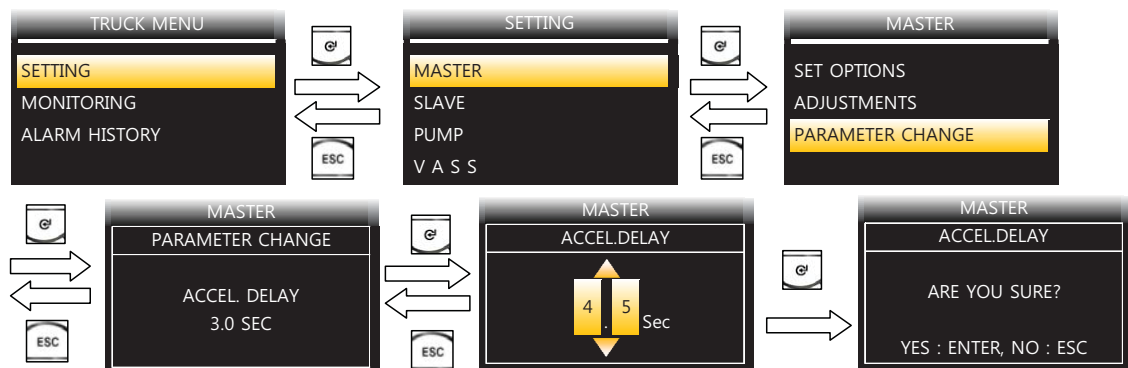 TRUCK MENU
SETTING
MONITORING
ALARM HISTORY
ESC
SETTING
MASTER
SLAVE
PUMP
V A S S
ESC
MASTER
SET OPTIONS
ADJUSTMENTS
PARAMETER CHANGE
ESC
MASTER
PARAMETER CHANGE
ACCEL. DELAY
3.0 SEC
ESC
MASTER
ACCEL.DELAY
4 . 5 Sec
MASTER
ACCEL.DELAY
ARE YOU SURE?
YES : ENTER, NO : ESC